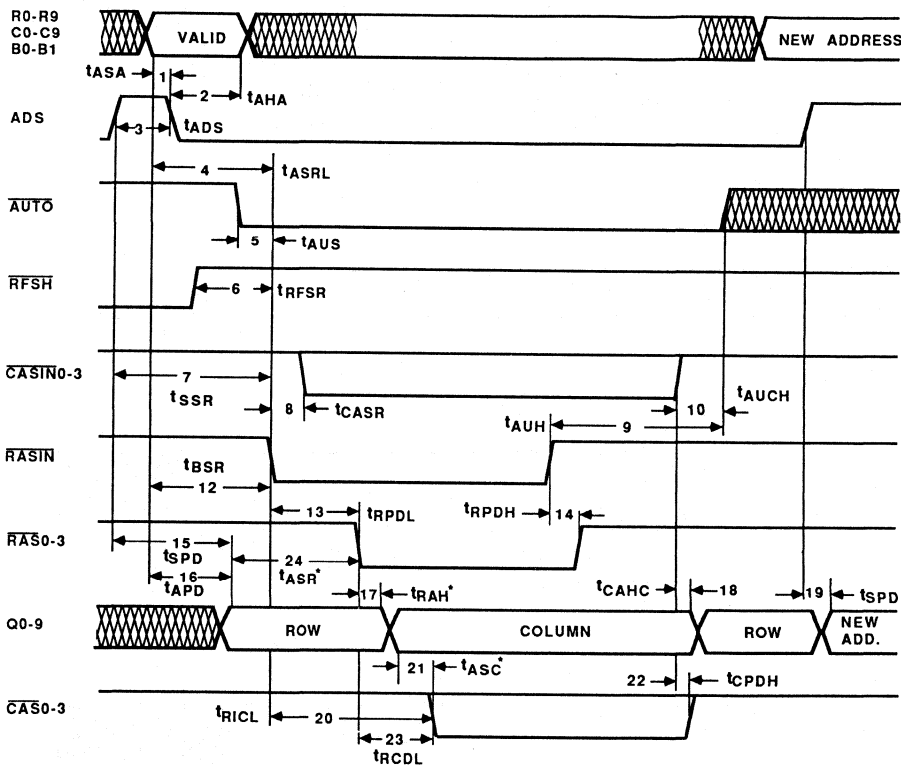 R0-R9
C0-C9
B0-B1
VALID
NEW ADDRESS
tASA
1
2
tAHA
ADS
3
tADS
4
tASRL
AUTO
5
tAUS
RFSH
6
tRFSR
CASIN0-3
7
tSSR
8
tCASR
10
tAUCH
tAUH
9
RASIN
tBSR
12
13
tRPDL
tRPDH
14
RAS0-3
15
tSPD
24
tASR*
16
tAPD
17
tRAH*
tCAHC
18
19
tSPD
Q0-9
ROW
COLUMN
ROW
NEW
ADD.
21
tASC*
22
tCPDH
CAS0-3
tRICL
20
23
tRCDL